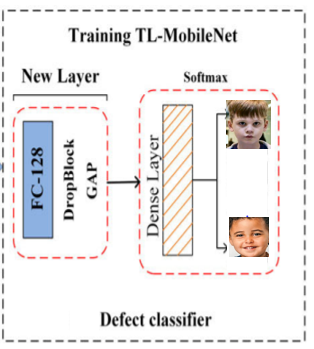 Training TL-MobileNet
New Layer
Softmax
FC-128
DropBlock
GAP
Dense Layer
Defect classifier